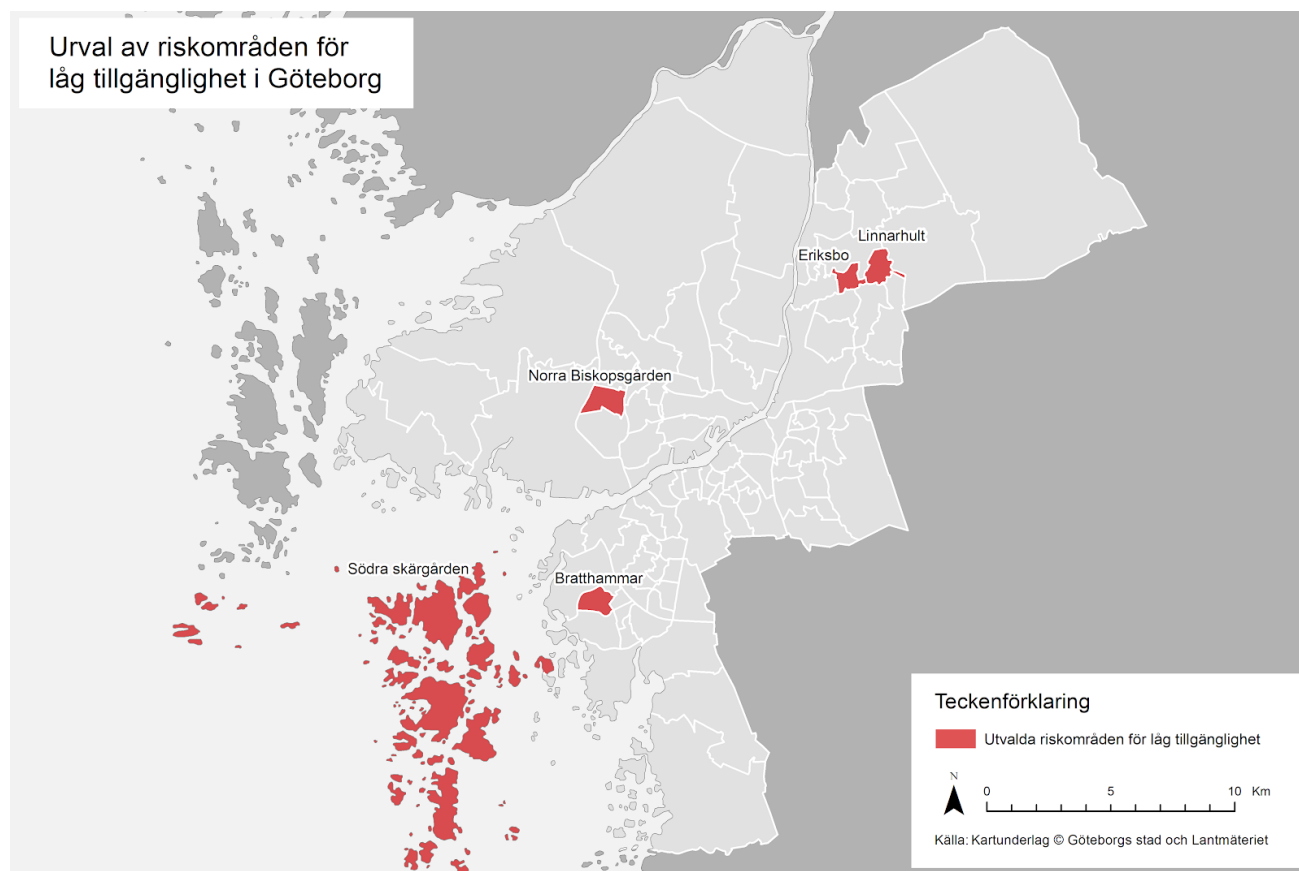 Urval av riskområden för
låg tillgänglighet i Göteborg
Linnarhult
Eriksbo
Norra Biskopsgården
Södra skärgården
Bratthammar
Teckenförklaring
Utvalda riskområden för låg tillgänglighet
N
0 5 10 Km
Källa: Kartunderlag © Göteborgs stad och Lantmäteriet